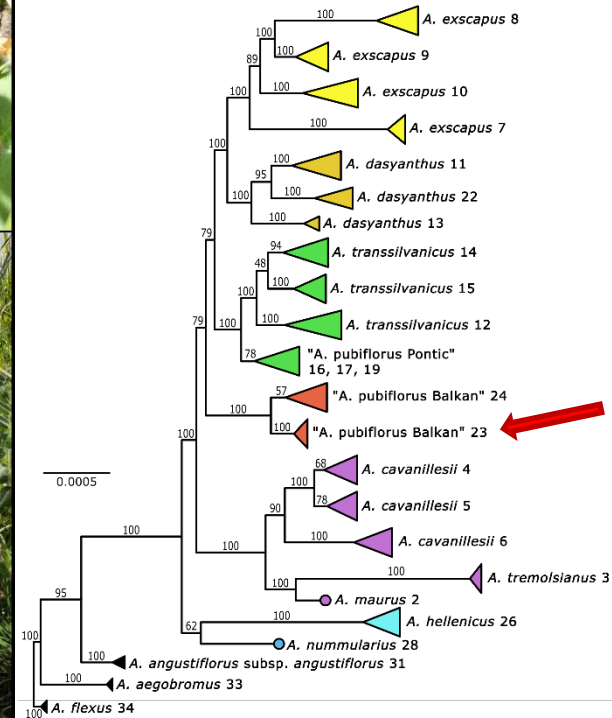 100
A. exscapus 8
100
100
A. exscapus 9
89
100
A. exscapus 10
100
100
A. exscapus 7
100
100
A. dasyanthus 11
95
100
A. dasyanthus 22
100
100
A. dasyanthus 13
79
94
A. transsilvanicus 14
48
100
A. transsilvanicus 15
100
100
A. transsilvanicus 12
100
78
"A. pubiflorus Pontic"
16, 17, 19
79
57
"A. pubiflorus Balkan" 24
100
100
"A. pubiflorus Balkan" 23
100
68
A. cavanillesii 4
100
78
A. cavanillesii 5
90
100
A. cavanillesii 6
0.0005
100
100
100
A. tremolsianus 3
100
A. maurus 2
95
100
A. hellenicus 26
62
A. nummularius 28
100
100
A. angustiflorus subsp. angustiflorus 31
100
A. aegobromus 33
100
A. flexus 34